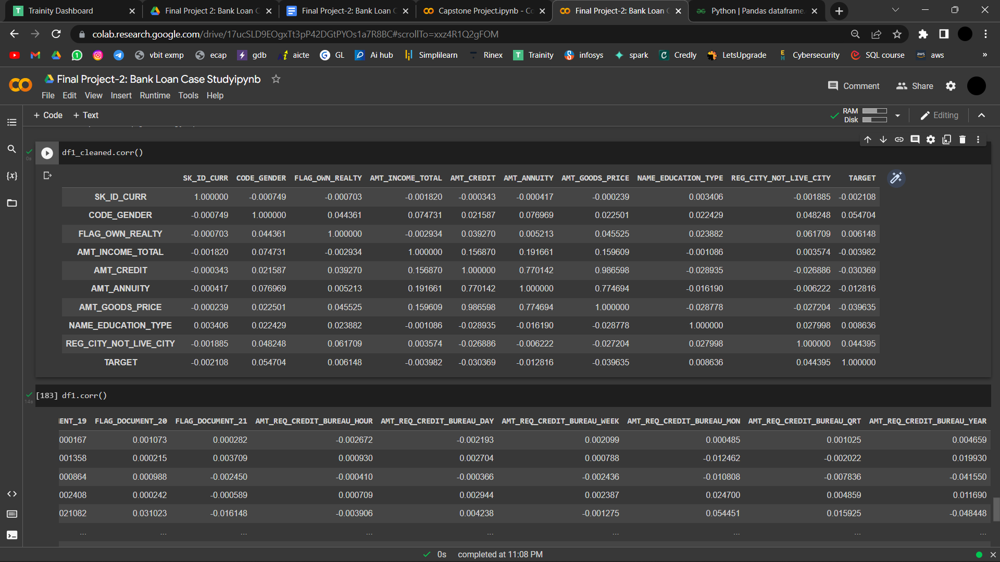 Trainity Dashboard
Final Project 2: Bank Loan C
Final Project-2: Bank Loan C
Capstone Project.ipynb - Co
Final Project-2: Bank Loan C
Python | Pandas dataframe.
colab.research.google.com/drive/17ucSLD9EOgxTt3pP42DGtPYOs1a7R8BC#scrollTo=xxz4R1Q2gFOM
vbit exmp ecap gdb aicte GL Ai hub Simplilearn Rinex Trainity infosys spark Credly LetsUpgrade Cybersecurity SQL course aws »
Final Project-2: Bank Loan Case Studyipynb
Comment Share
File Edit View Insert Runtime Tools Help
+ Code + Text
RAM
Disk
Editing
0s
df1_cleaned.corr()
SK_ID_CURR CODE_GENDER FLAG_OWN_REALTY AMT_INCOME_TOTAL AMT_CREDIT AMT_ANNUITY AMT_GOODS_PRICE NAME_EDUCATION_TYPE REG_CITY_NOT_LIVE_CITY TARGET
SK_ID_CURR 1.000000 -0.000749 -0.000703 -0.001820 -0.000343 -0.000417 -0.000239 0.003406 -0.001885 -0.002108
CODE_GENDER -0.000749 1.000000 0.044361 0.074731 0.021587 0.076969 0.022501 0.022429 0.048248 0.054704
FLAG_OWN_REALTY -0.000703 0.044361 1.000000 -0.002934 0.039270 0.005213 0.045525 0.023882 0.061709 0.006148
AMT_INCOME_TOTAL -0.001820 0.074731 -0.002934 1.000000 0.156870 0.191661 0.159609 -0.001086 0.003574 -0.003982
AMT_CREDIT -0.000343 0.021587 0.039270 0.156870 1.000000 0.770142 0.986598 -0.028935 -0.026886 -0.030369
AMT_ANNUITY -0.000417 0.076969 0.005213 0.191661 0.770142 1.000000 0.774694 -0.016190 -0.006222 -0.012816
AMT_GOODS_PRICE -0.000239 0.022501 0.045525 0.159609 0.986598 0.774694 1.000000 -0.028778 -0.027204 -0.039635
NAME_EDUCATION_TYPE 0.003406 0.022429 0.023882 -0.001086 -0.028935 -0.016190 -0.028778 1.000000 0.027998 0.008636
REG_CITY_NOT_LIVE_CITY -0.001885 0.048248 0.061709 0.003574 -0.026886 -0.006222 -0.027204 0.027998 1.000000 0.044395
TARGET -0.002108 0.054704 0.006148 -0.003982 -0.030369 -0.012816 -0.039635 0.008636 0.044395 1.000000
[183] df1.corr()
14s
ENT_19 FLAG_DOCUMENT_20 FLAG_DOCUMENT_21 AMT_REQ_CREDIT_BUREAU_HOUR AMT_REQ_CREDIT_BUREAU_DAY AMT_REQ_CREDIT_BUREAU_WEEK AMT_REQ_CREDIT_BUREAU_MON AMT_REQ_CREDIT_BUREAU_QRT AMT_REQ_CREDIT_BUREAU_YEAR
000167 0.001073 0.000282 -0.002672 -0.002193 0.002099 0.000485 0.001025 0.004659
001358 0.000215 0.003709 0.000930 0.002704 0.000788 -0.012462 -0.002022 0.019930
000864 0.000988 -0.002450 -0.000410 -0.000366 -0.002436 -0.010808 -0.007836 -0.041550
002408 0.000242 -0.000589 0.000709 0.002944 0.002387 0.024700 0.004859 0.011690
021082 0.031023 -0.016148 -0.003906 0.004238 -0.001275 0.054451 0.015925 -0.048448
... ... ... ... ... ... ... ... ...
0s completed at 11:08 PM